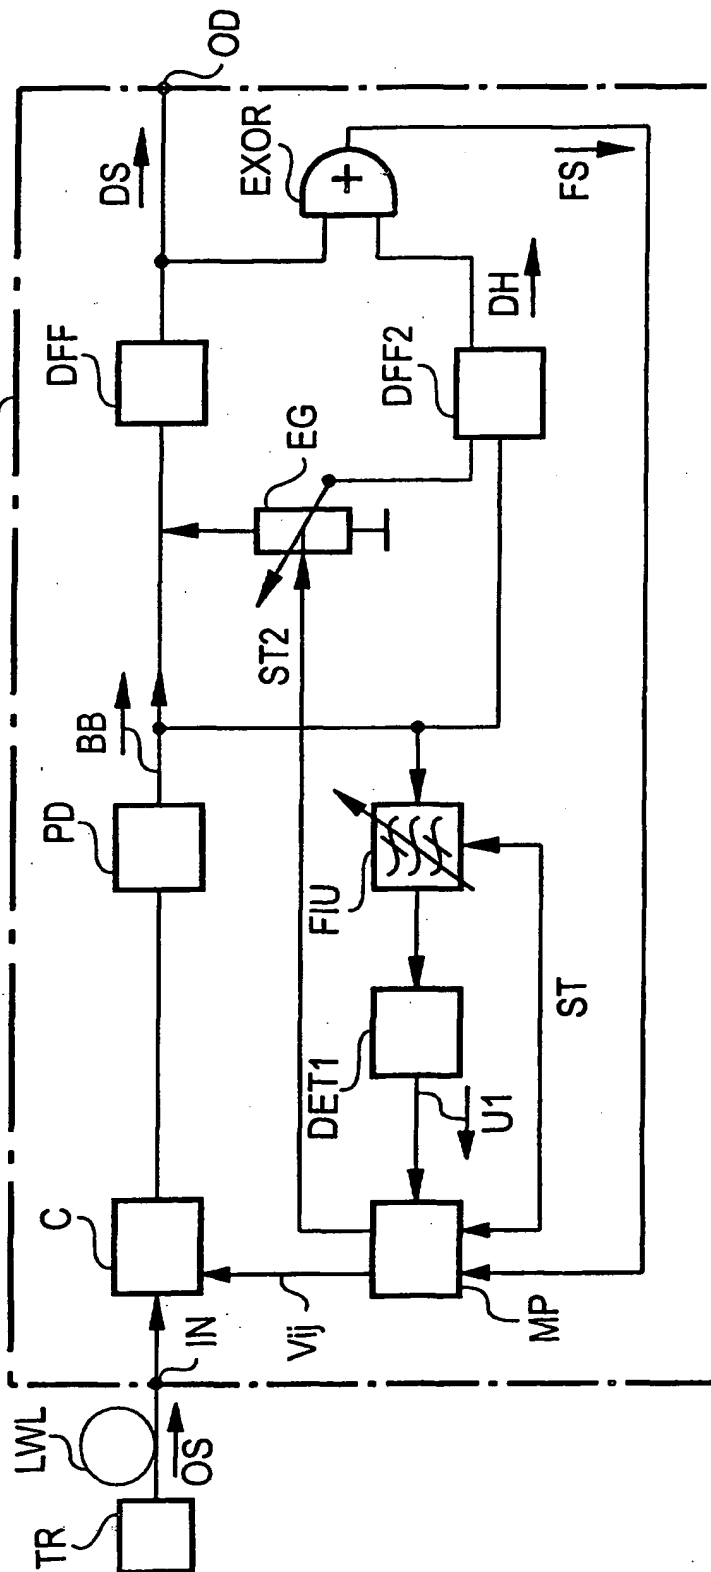 TR
LWL
OS
IN
C
Vij
MP
PD
BB
DET1
U1
FIU
ST
ST2
EG
DFF
DFF2
DH
DS
EXOR
+
FS
OD